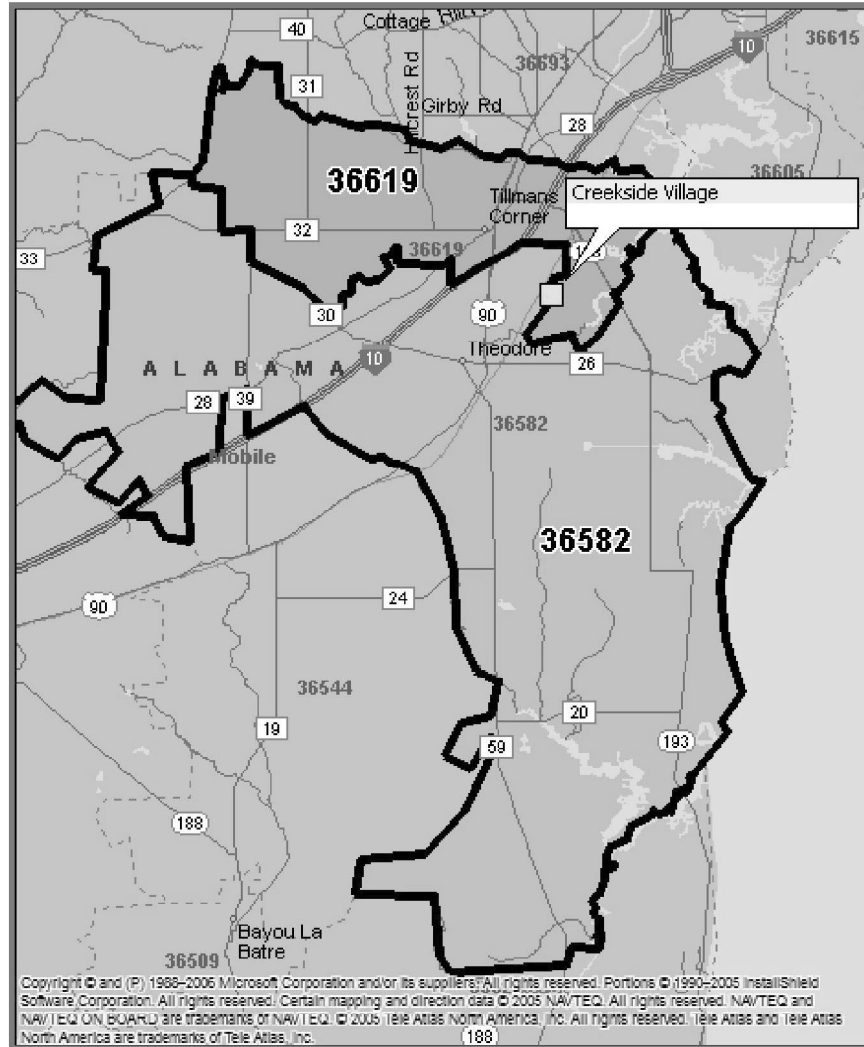 40
Cottage Hill
31
Hillcrest Rd
10
36615
36693
Girby Rd
28
36619
36605
Tillmans
Corner
Creekside Village
32
36619
193
33
30
90
Theodore
26
A L A B A M A
10
28
39
36582
Mobile
36582
90
24
36544
20
19
59
193
188
Bayou La
Batre
36509
Copyright © and (P) 1988–2006 Microsoft Corporation and/or its suppliers. All rights reserved. Portions © 1990–2005 InstallShield
Software Corporation. All rights reserved. Certain mapping and direction data © 2005 NAVTEQ. All rights reserved. NAVTEQ and
NAVTEQ ON BOARD are trademarks of NAVTEQ. © 2005 Tele Atlas North America, Inc. All rights reserved. Tele Atlas and Tele Atlas
North America are trademarks of Tele Atlas, Inc.
188